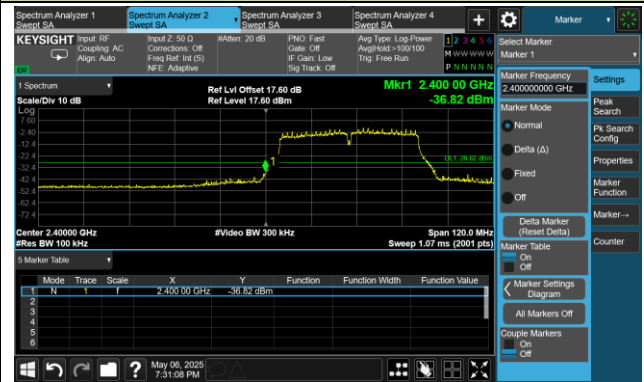 Spectrum Analyzer 1
Swept SA
Spectrum Analyzer 2
Swept SA
Spectrum Analyzer 3
Swept SA
Spectrum Analyzer 4
Swept SA
+
Marker
KEYSIGHT
Input: RF
Coupling: AC
Align: Auto
Input Z: 50 Ω
Corrections: Off
Freq Ref: Int (S)
NFE: Adaptive
#Atten: 20 dB
PNO: Fast
Gate: Off
IF Gain: Low
Sig Track: Off
Avg Type: Log-Power
Avg|Hold:>100/100
Trig: Free Run
1 2 3 4 5 6
M W W W W W
P N N N N N
Select Marker
Marker 1
1 Spectrum
Scale/Div 10 dB
Ref Lvl Offset 17.60 dB
Ref Level 17.60 dBm
Mkr1 2.400 00 GHz
-36.82 dBm
Log
7.60
-2.40
-12.4
-22.4
-32.4
-42.4
-52.4
-62.4
-72.4
1
DL1 -28.62 dBm
Center 2.40000 GHz
#Res BW 100 kHz
#Video BW 300 kHz
Span 120.0 MHz
Sweep 1.07 ms (2001 pts)
5 Marker Table
Mode Trace Scale X Y Function Function Width Function Value
1 N 1 f 2.400 00 GHz -36.82 dBm
2
3
4
5
6
Marker Frequency
2.400000000 GHz
Marker Mode
Normal
Delta (Δ)
Fixed
Off
Delta Marker
(Reset Delta)
Marker Table
On
Off
Marker Settings
Diagram
All Markers Off
Couple Markers
On
Off
Settings
Peak
Search
Pk Search
Config
Properties
Marker
Function
Marker→
Counter
?
May 06, 2025
7:31:08 PM